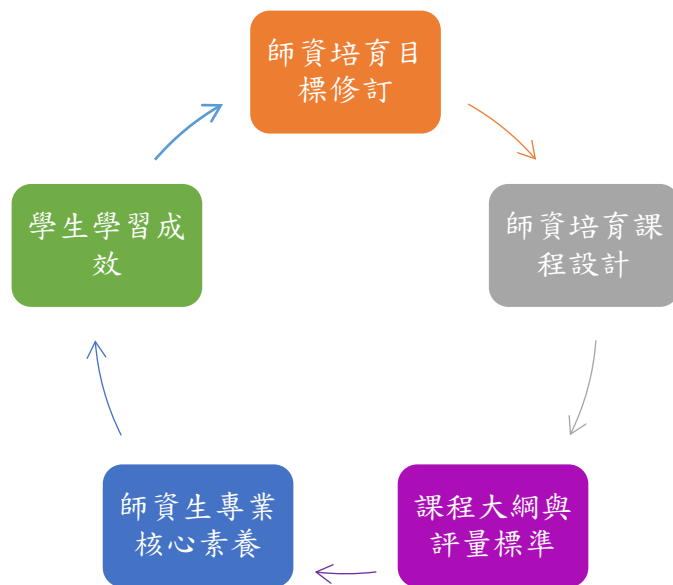 師資培育目
標修訂
師資培育課
程設計
課程大綱與
評量標準
師資生專業
核心素養
學生學習成
效